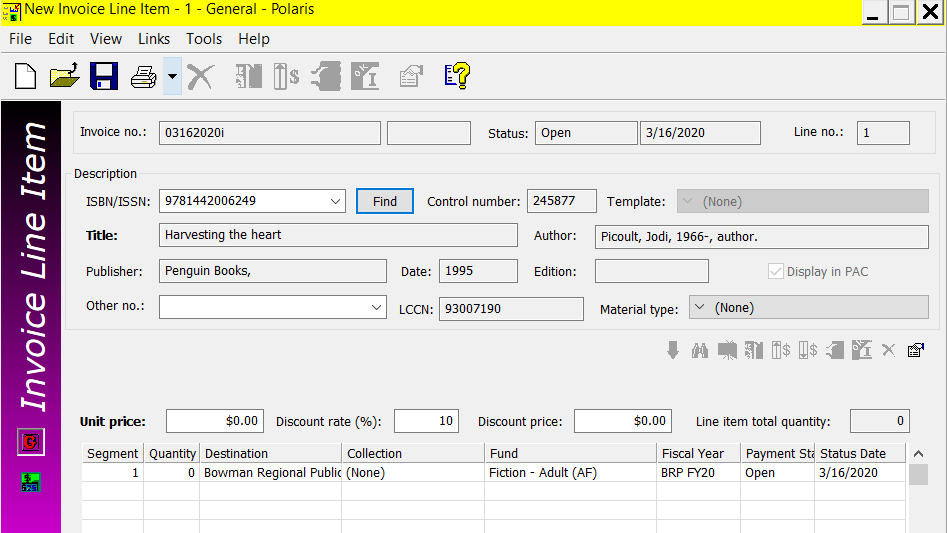 New Invoice Line Item - 1 - General - Polaris
File Edit View Links Tools Help
Invoice Line Item
Invoice no.: 03162020i Status: Open 3/16/2020 Line no.: 1
Description
ISBN/ISSN: 9781442006249 Find Control number: 245877 Template: (None)
Title: Harvesting the heart Author: Picoult, Jodi, 1966-, author.
Publisher: Penguin Books, Date: 1995 Edition: Display in PAC
Other no.: LCCN: 93007190 Material type: (None)
Unit price: $0.00 Discount rate (%): 10 Discount price: $0.00 Line item total quantity: 0
Segment Quantity Destination Collection Fund Fiscal Year Payment Sta Status Date
1 0 Bowman Regional Public (None) Fiction - Adult (AF) BRP FY20 Open 3/16/2020